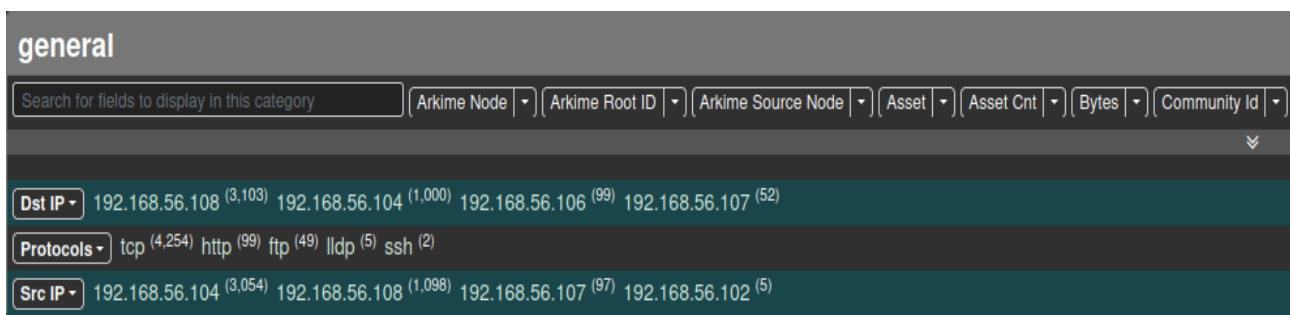 general
Search for fields to display in this category Arkime Node Arkime Root ID Arkime Source Node Asset Asset Cnt Bytes Community Id
Dst IP 192.168.56.108 (3,103) 192.168.56.104 (1,000) 192.168.56.106 (99) 192.168.56.107 (52)
Protocols tcp (4,254) http (99) ftp (49) lldp (5) ssh (2)
Src IP 192.168.56.104 (3,054) 192.168.56.108 (1,098) 192.168.56.107 (97) 192.168.56.102 (5)